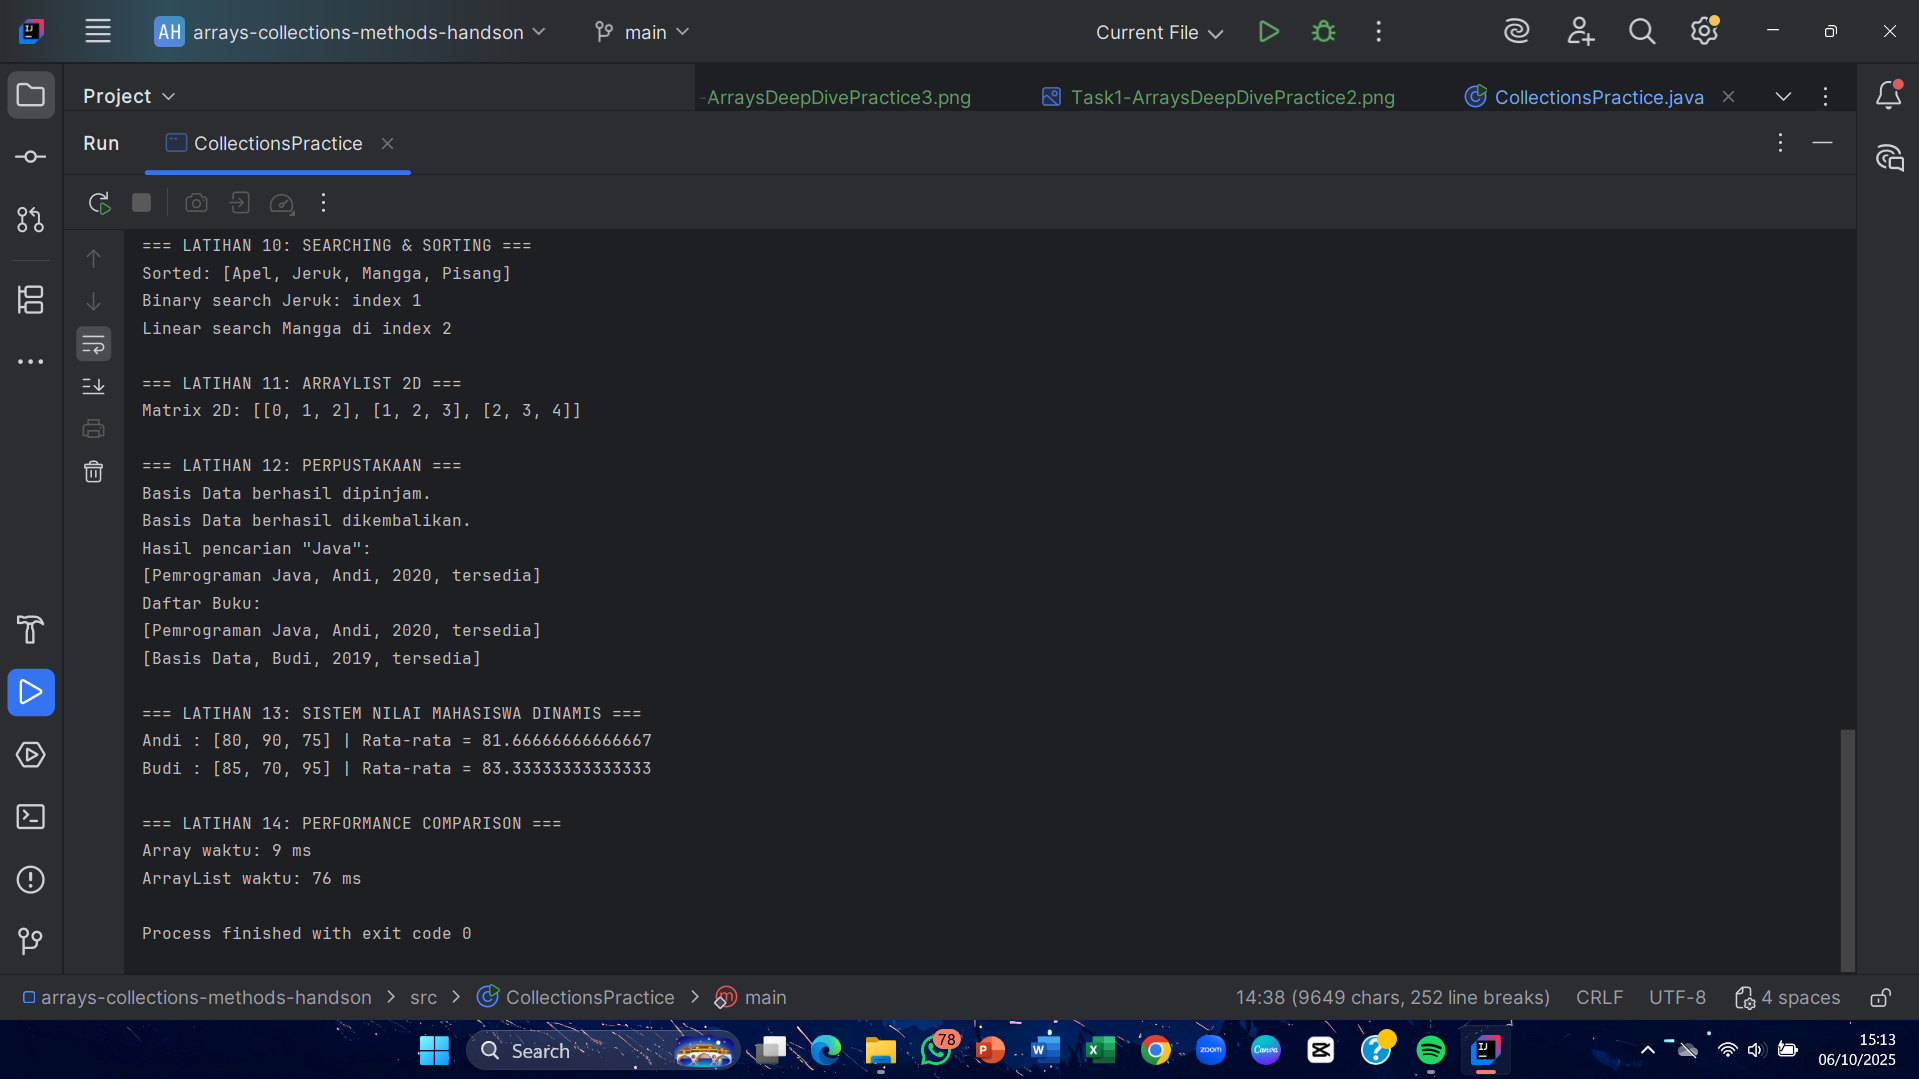 AH arrays-collections-methods-handson main Current File
Project -ArraysDeepDivePractice3.png Task1-ArraysDeepDivePractice2.png CollectionsPractice.java
Run CollectionsPractice
=== LATIHAN 10: SEARCHING & SORTING ===
Sorted: [Apel, Jeruk, Mangga, Pisang]
Binary search Jeruk: index 1
Linear search Mangga di index 2
=== LATIHAN 11: ARRAYLIST 2D ===
Matrix 2D: [[0, 1, 2], [1, 2, 3], [2, 3, 4]]
=== LATIHAN 12: PERPUSTAKAAN ===
Basis Data berhasil dipinjam.
Basis Data berhasil dikembalikan.
Hasil pencarian "Java":
[Pemrograman Java, Andi, 2020, tersedia]
Daftar Buku:
[Pemrograman Java, Andi, 2020, tersedia]
[Basis Data, Budi, 2019, tersedia]
=== LATIHAN 13: SISTEM NILAI MAHASISWA DINAMIS ===
Andi : [80, 90, 75] | Rata-rata = 81.66666666666667
Budi : [85, 70, 95] | Rata-rata = 83.33333333333333
=== LATIHAN 14: PERFORMANCE COMPARISON ===
Array waktu: 9 ms
ArrayList waktu: 76 ms
Process finished with exit code 0
arrays-collections-methods-handson > src > CollectionsPractice > main 14:38 (9649 chars, 252 line breaks) CRLF UTF-8 4 spaces
Search 78 zoom Canva 15:13
06/10/2025